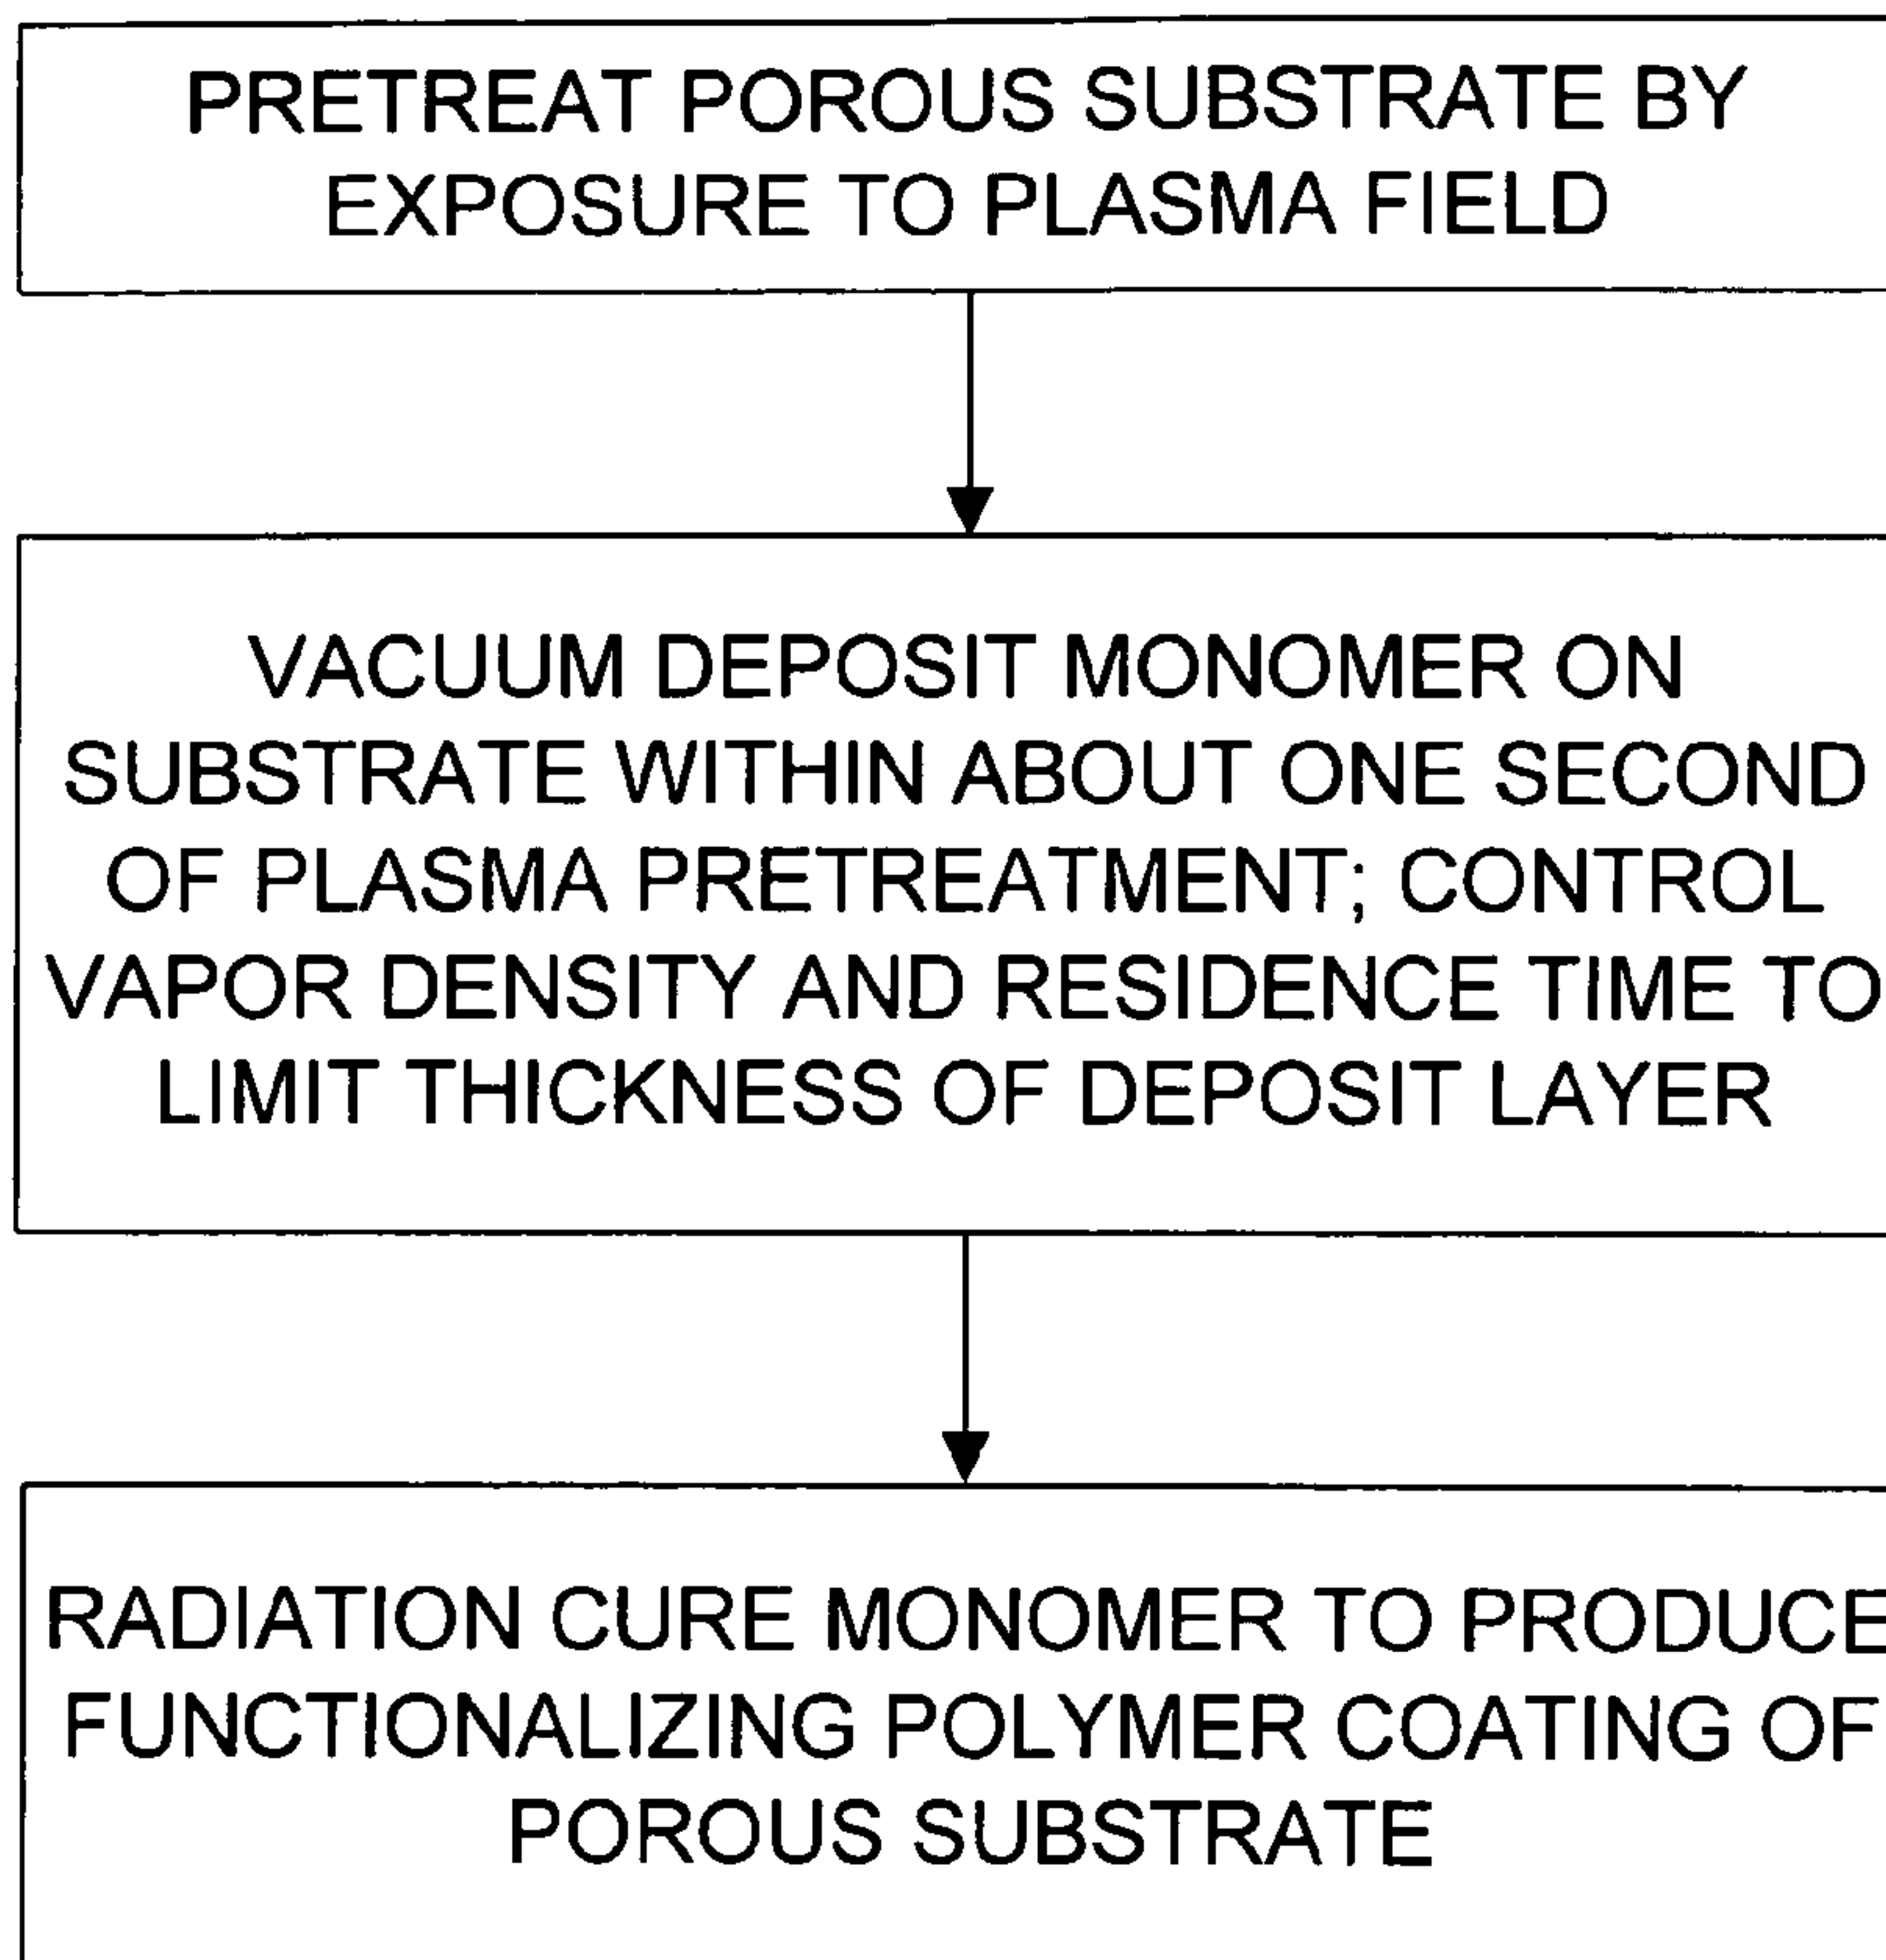 PRETREAT POROUS SUBSTRATE BY
EXPOSURE TO PLASMA FIELD
VACUUM DEPOSIT MONOMER ON
SUBSTRATE WITHIN ABOUT ONE SECOND
OF PLASMA PRETREATMENT; CONTROL
VAPOR DENSITY AND RESIDENCE TIME TO
LIMIT THICKNESS OF DEPOSIT LAYER
RADIATION CURE MONOMER TO PRODUCE
FUNCTIONALIZING POLYMER COATING OF
POROUS SUBSTRATE